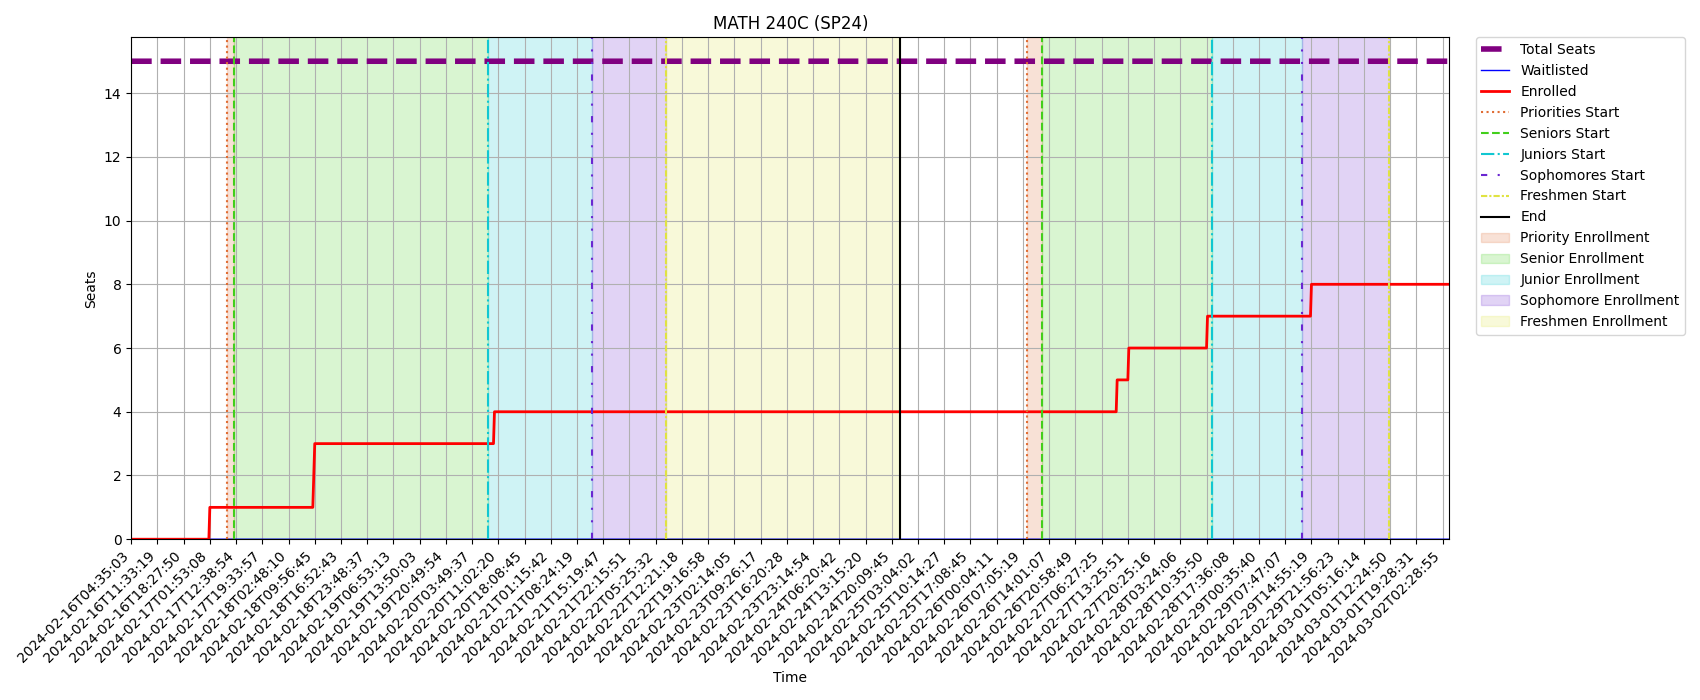 MATH 240C (SP24)
Seats
14
12
10
8
6
4
2
0
2024-02-16T04:35:03
2024-02-16T11:33:19
2024-02-16T18:27:50
2024-02-17T01:53:08
2024-02-17T12:38:54
2024-02-17T19:33:57
2024-02-18T02:48:10
2024-02-18T09:56:45
2024-02-18T16:52:43
2024-02-18T23:48:37
2024-02-19T06:53:13
2024-02-19T13:50:03
2024-02-19T20:49:54
2024-02-20T03:49:37
2024-02-20T11:02:20
2024-02-20T18:08:45
2024-02-21T01:15:42
2024-02-21T08:24:19
2024-02-21T15:19:47
2024-02-21T22:15:51
2024-02-22T05:25:32
2024-02-22T12:21:18
2024-02-22T19:16:58
2024-02-23T02:14:05
2024-02-23T09:26:17
2024-02-23T16:20:28
2024-02-23T23:14:54
2024-02-24T06:20:42
2024-02-24T13:15:20
2024-02-24T20:09:45
2024-02-25T03:04:02
2024-02-25T10:14:27
2024-02-25T17:08:45
2024-02-26T00:04:11
2024-02-26T07:05:19
2024-02-26T14:01:07
2024-02-26T20:58:49
2024-02-27T06:27:25
2024-02-27T13:25:51
2024-02-27T20:25:16
2024-02-28T03:24:06
2024-02-28T10:35:50
2024-02-28T17:36:08
2024-02-29T00:35:40
2024-02-29T07:47:07
2024-02-29T14:55:19
2024-02-29T21:56:23
2024-03-01T05:16:14
2024-03-01T12:24:50
2024-03-01T19:28:31
2024-03-02T02:28:55
Time
Total Seats
Waitlisted
Enrolled
Priorities Start
Seniors Start
Juniors Start
Sophomores Start
Freshmen Start
End
Priority Enrollment
Senior Enrollment
Junior Enrollment
Sophomore Enrollment
Freshmen Enrollment